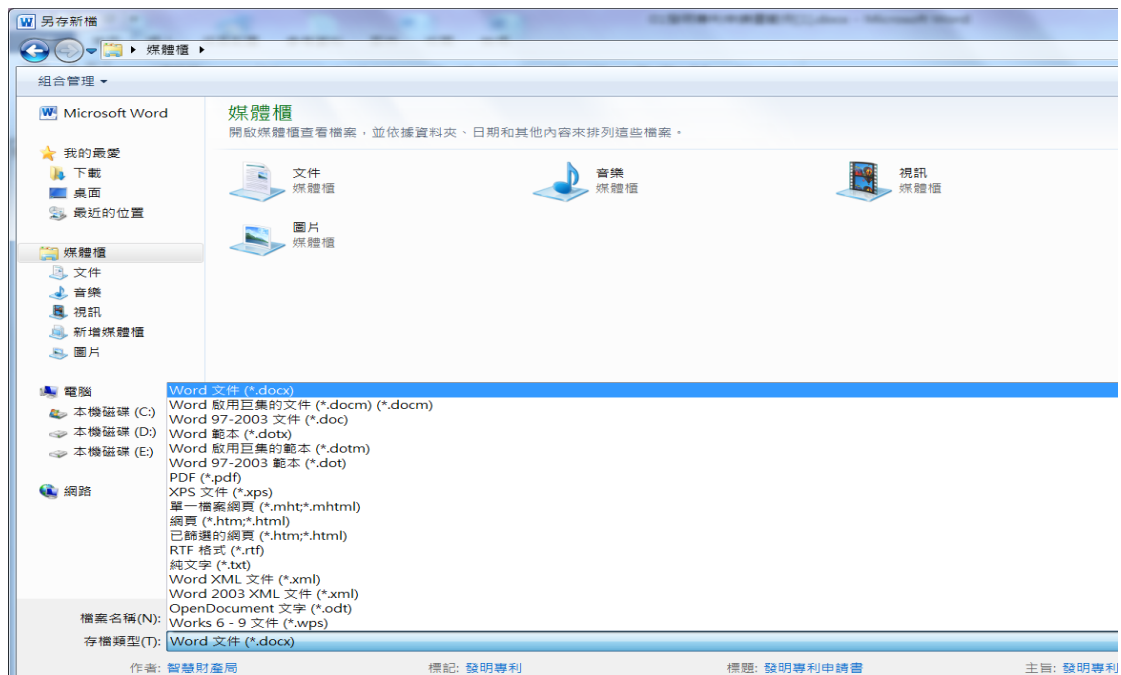 另存新檔
媒體櫃
組合管理
Microsoft Word
我的最愛
下載
桌面
最近的位置
媒體櫃
文件
音樂
視訊
新增媒體櫃
圖片
電腦
本機磁碟 (C:)
本機磁碟 (D:)
本機磁碟 (E:)
網路
媒體櫃
開啟媒體櫃查看檔案，並依據資料夾、日期和其他內容來排列這些檔案。
文件
媒體櫃
音樂
媒體櫃
視訊
媒體櫃
圖片
媒體櫃
Word 文件 (*.docx)
Word 啟用巨集的文件 (*.docm) (*.docm)
Word 97-2003 文件 (*.doc)
Word 範本 (*.dotx)
Word 啟用巨集的範本 (*.dotm)
Word 97-2003 範本 (*.dot)
PDF (*.pdf)
XPS 文件 (*.xps)
單一檔案網頁 (*.mht;*.mhtml)
網頁 (*.htm;*.html)
已篩選的網頁 (*.htm;*.html)
RTF 格式 (*.rtf)
純文字 (*.txt)
Word XML 文件 (*.xml)
Word 2003 XML 文件 (*.xml)
OpenDocument 文字 (*.odt)
Works 6 - 9 文件 (*.wps)
檔案名稱(N):
存檔類型(T): Word 文件 (*.docx)
作者: 智慧財產局 標記: 發明專利 標題: 發明專利申請書 主旨: 發明專利